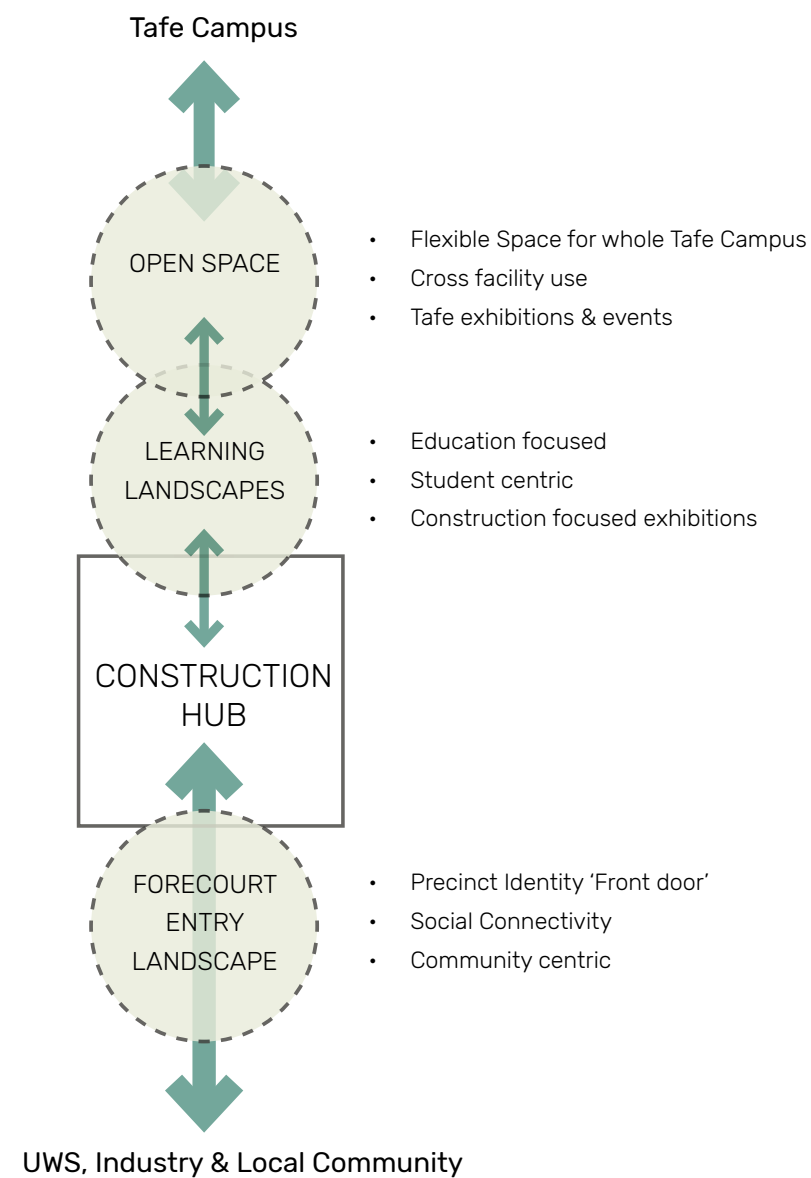 Tafe Campus
OPEN SPACE
• Flexible Space for whole Tafe Campus
• Cross facility use
• Tafe exhibitions & events
LEARNING
LANDSCAPES
• Education focused
• Student centric
• Construction focused exhibitions
CONSTRUCTION
HUB
FORECOURT
ENTRY
LANDSCAPE
• Precinct Identity ‘Front door’
• Social Connectivity
• Community centric
UWS, Industry & Local Community